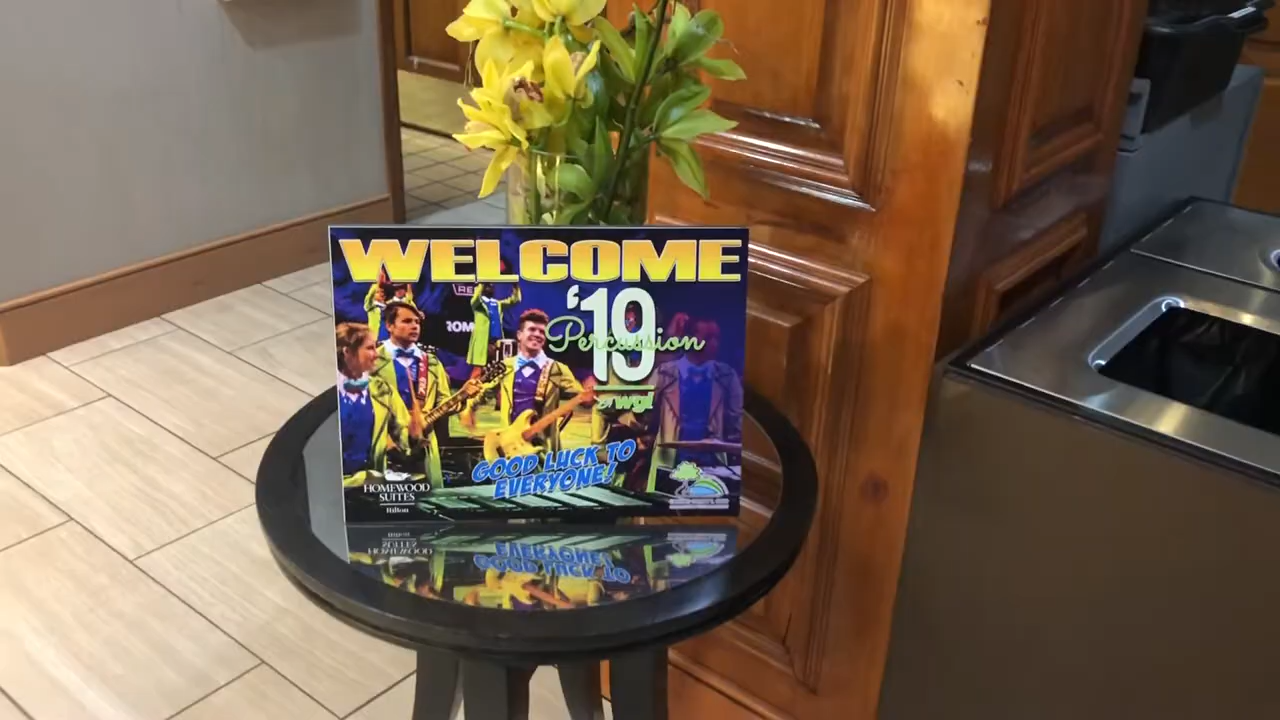 WELCOME
'19
Percussion
wgi
GOOD LUCK TO
EVERYONE!
HOMEWOOD
SUITES
Hilton